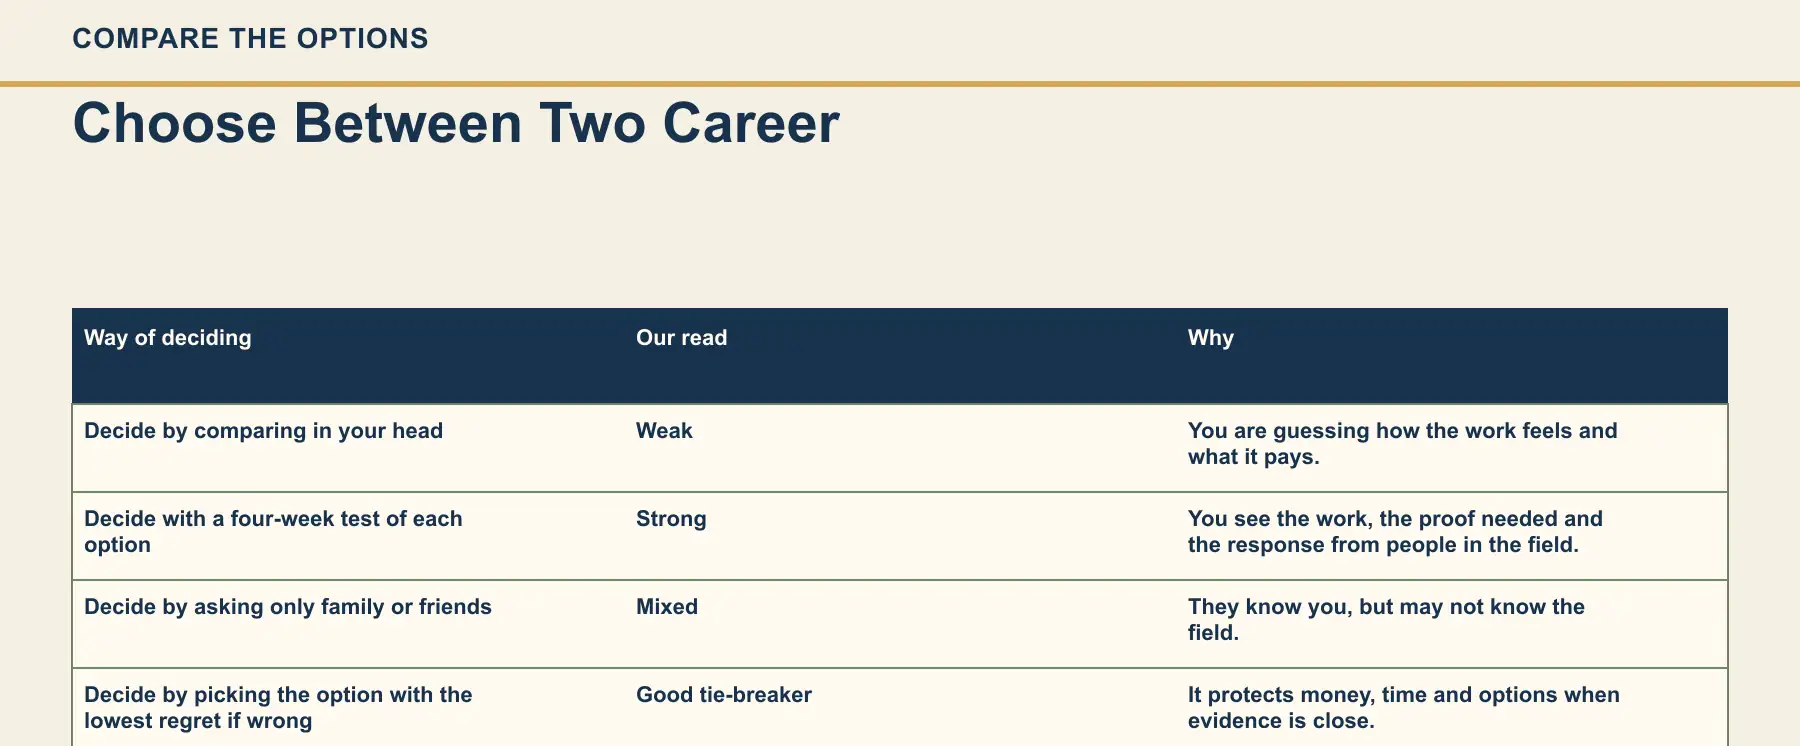 COMPARE THE OPTIONS
Choose Between Two Career
Way of deciding
Our read
Why
Decide by comparing in your head
Weak
You are guessing how the work feels and
what it pays.
Decide with a four-week test of each
option
Strong
You see the work, the proof needed and
the response from people in the field.
Decide by asking only family or friends
Mixed
They know you, but may not know the
field.
Decide by picking the option with the
lowest regret if wrong
Good tie-breaker
It protects money, time and options when
evidence is close.